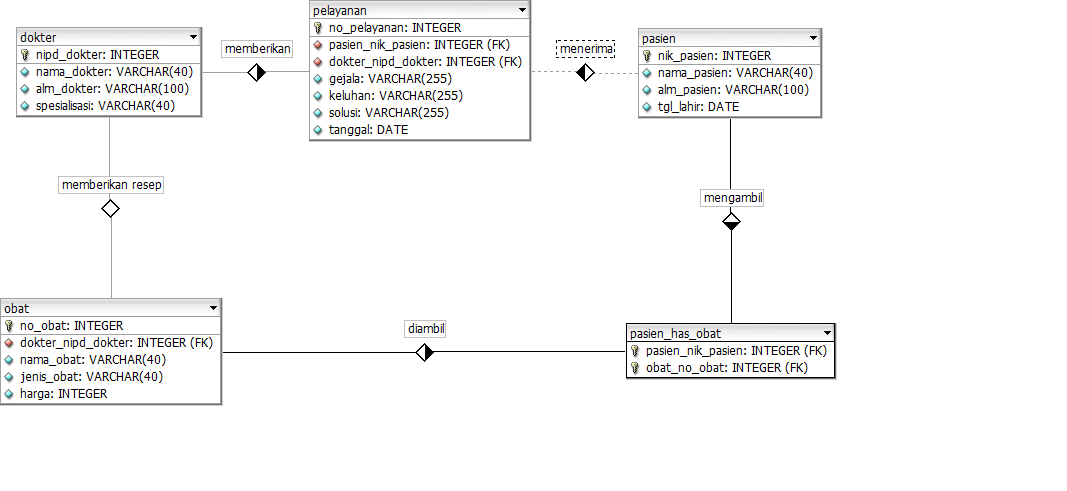 dokter
nipd_dokter: INTEGER
nama_dokter: VARCHAR(40)
alm_dokter: VARCHAR(100)
spesialisasi: VARCHAR(40)
memberikan
pelayanan
no_pelayanan: INTEGER
pasien_nik_pasien: INTEGER (FK)
dokter_nipd_dokter: INTEGER (FK)
gejala: VARCHAR(255)
keluhan: VARCHAR(255)
solusi: VARCHAR(255)
tanggal: DATE
menerima
pasien
nik_pasien: INTEGER
nama_pasien: VARCHAR(40)
alm_pasien: VARCHAR(100)
tgl_lahir: DATE
memberikan resep
mengambil
obat
no_obat: INTEGER
dokter_nipd_dokter: INTEGER (FK)
nama_obat: VARCHAR(40)
jenis_obat: VARCHAR(40)
harga: INTEGER
diambil
pasien_has_obat
pasien_nik_pasien: INTEGER (FK)
obat_no_obat: INTEGER (FK)